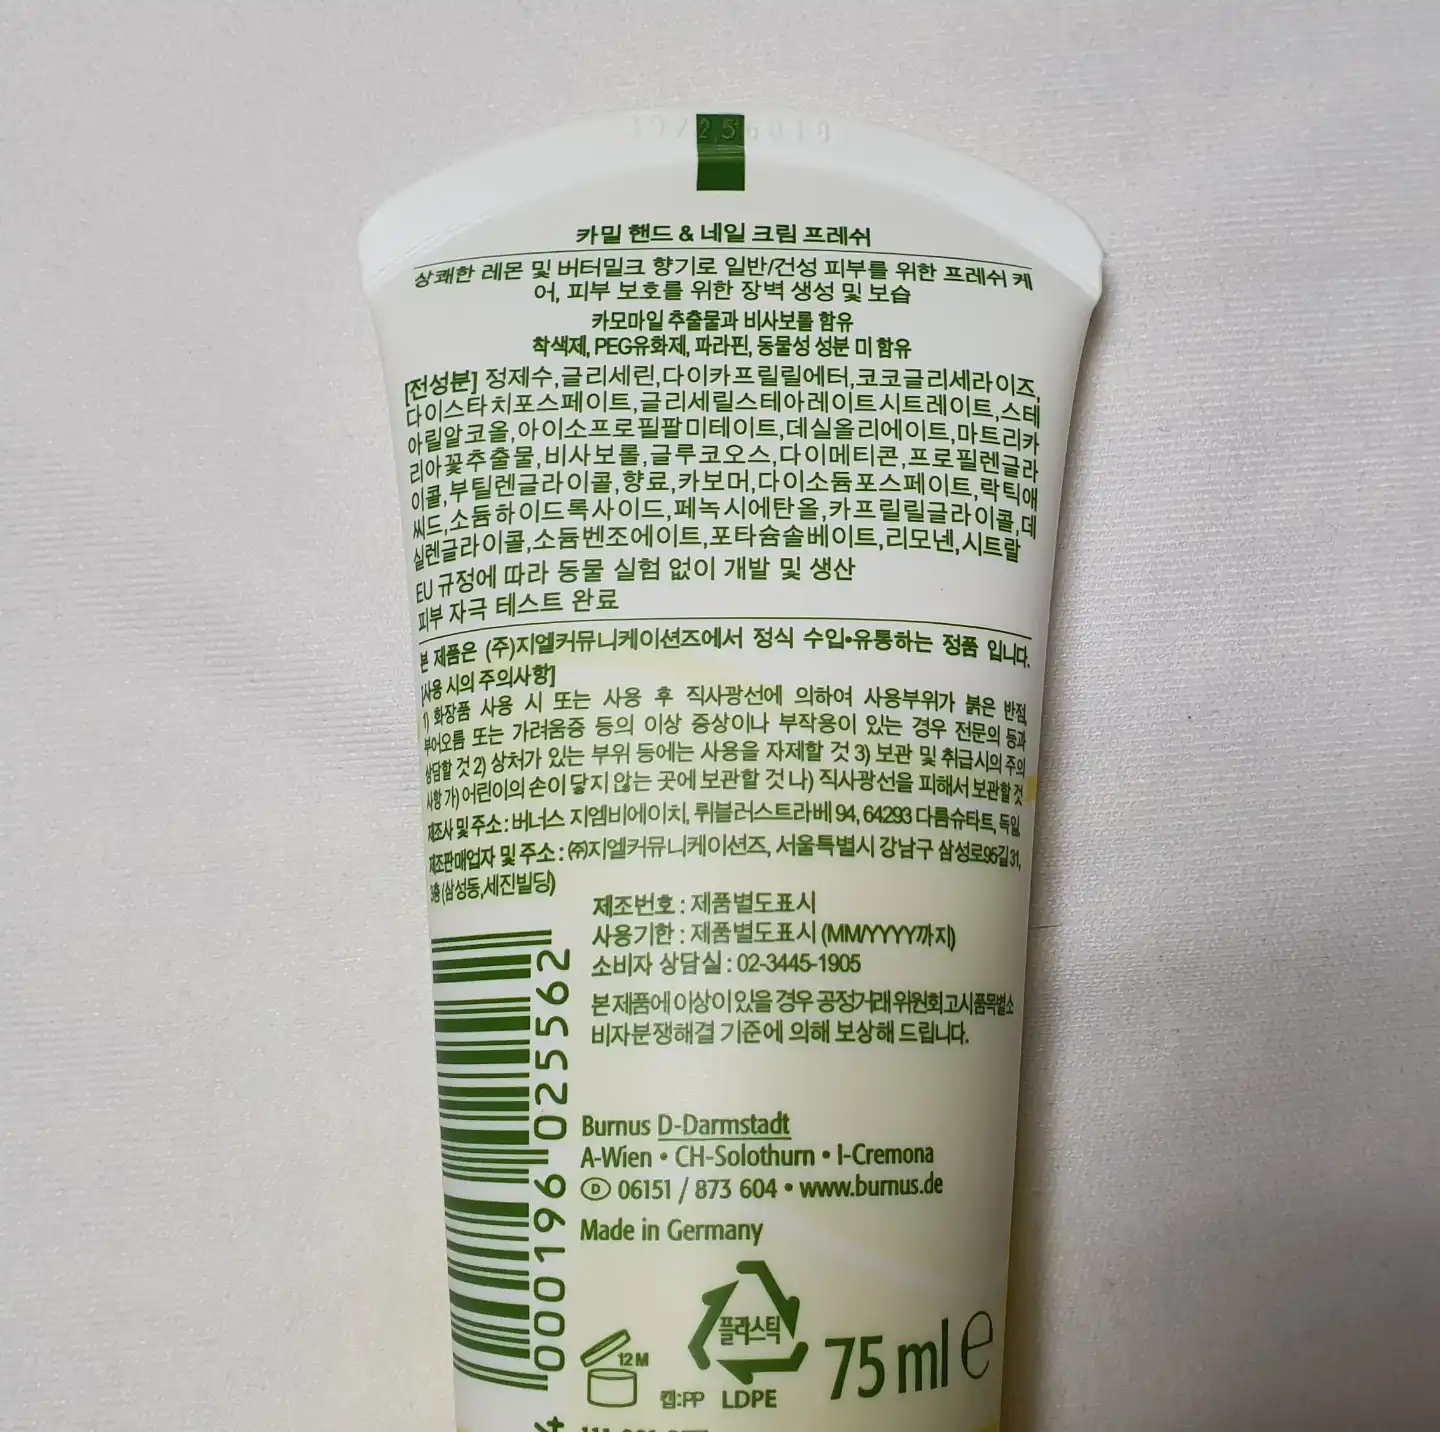 카밀 핸드 & 네일 크림 프레쉬
상쾌한 레몬 및 버터밀크 향기로 일반/건성 피부를 위한 프레쉬 케
어, 피부 보호를 위한 장벽 생성 및 보습
카모마일 추출물과 비사보롤 함유
착색제, PEG유화제, 파라핀, 동물성 성분 미 함유
[전성분] 정제수,글리세린,다이카프릴릴에터,코코글리세라이즈,
다이스타치포스페이트,글리세릴스테아레이트시트레이트,스테
아릴알코올,아이소프로필팔미테이트,데실올리에이트,마트리카
리아꽃추출물,비사보롤,글루코오스,다이메티콘,프로필렌글라
이콜,부틸렌글라이콜,향료,카보머,다이소듐포스페이트,락틱애
씨드,소듐하이드록사이드,페녹시에탄올,카프릴릴글라이콜,데
실렌글라이콜,소듐벤조에이트,포타슘솔베이트,리모넨,시트랄
EU 규정에 따라 동물 실험 없이 개발 및 생산
피부 자극 테스트 완료
본 제품은 (주)지엘커뮤니케이션즈에서 정식 수입•유통하는 정품 입니다.
[사용 시의 주의사항]
1) 화장품 사용 시 또는 사용 후 직사광선에 의하여 사용부위가 붉은 반점,
부어오름 또는 가려움증 등의 이상 증상이나 부작용이 있는 경우 전문의 등과
상담할 것 2) 상처가 있는 부위 등에는 사용을 자제할 것 3) 보관 및 취급시의 주의
사항 가) 어린이의 손이 닿지 않는 곳에 보관할 것 나) 직사광선을 피해서 보관할 것
제조사 및 주소 : 버너스 지엠비에이치, 뤼블러스트라베 94, 64293 다름슈타트, 독일,
제조판매업자 및 주소 : ㈜지엘커뮤니케이션즈, 서울특별시 강남구 삼성로95길 31,
3층 (삼성동,세진빌딩)
제조번호 : 제품별도표시
사용기한 : 제품별도표시 (MM/YYYY까지)
소비자 상담실 : 02-3445-1905
본 제품에 이상이 있을 경우 공정거래위원회 고시 품목별 소
비자 분쟁해결 기준에 의해 보상해 드립니다.
Burnus D-Darmstadt
A-Wien • CH-Solothurn • I-Cremona
D 06151 / 873 604 • www.burnus.de
Made in Germany
플라스틱
12 M
캡:PP LDPE
75 ml e
4 000196 025562